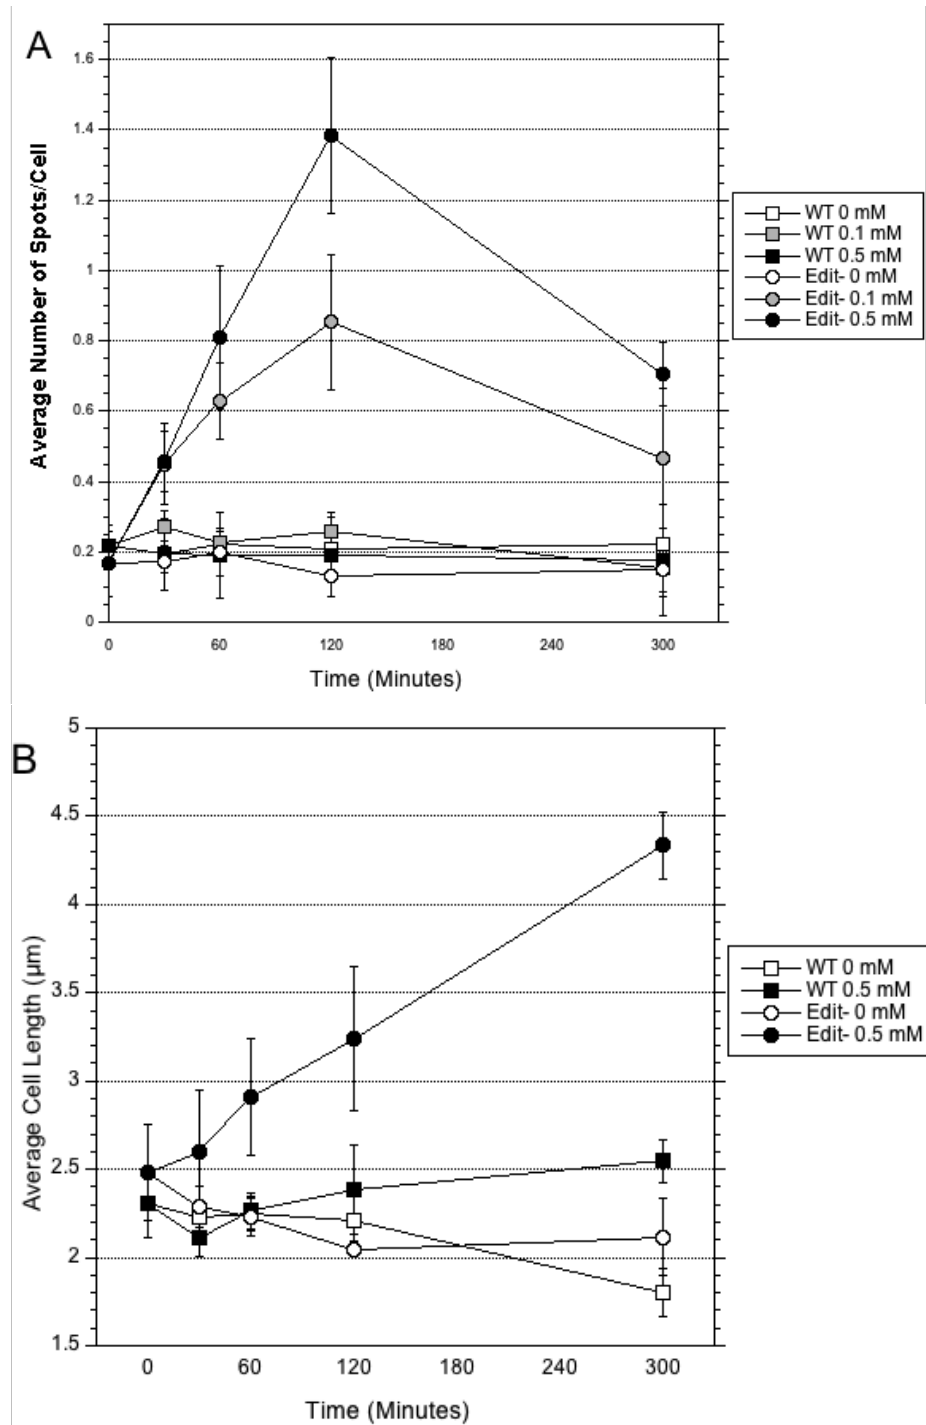 A
1.6
1.4
1.2
1
0.8
0.6
0.4
0.2
0
Average Number of Spots/Cell
0 60 120 180 240 300
Time (Minutes)
WT 0 mM
WT 0.1 mM
WT 0.5 mM
Edit- 0 mM
Edit- 0.1 mM
Edit- 0.5 mM
B
5
4.5
4
3.5
3
2.5
2
1.5
Average Cell Length (µm)
0 60 120 180 240 300
Time (Minutes)
WT 0 mM
WT 0.5 mM
Edit- 0 mM
Edit- 0.5 mM